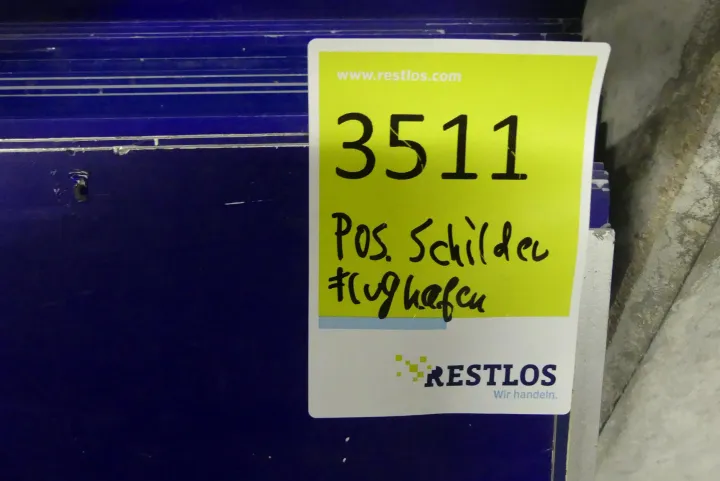 www.restlos.com
3511
Pos. Schilder
Flughafen
RESTLOS
Wir handeln.